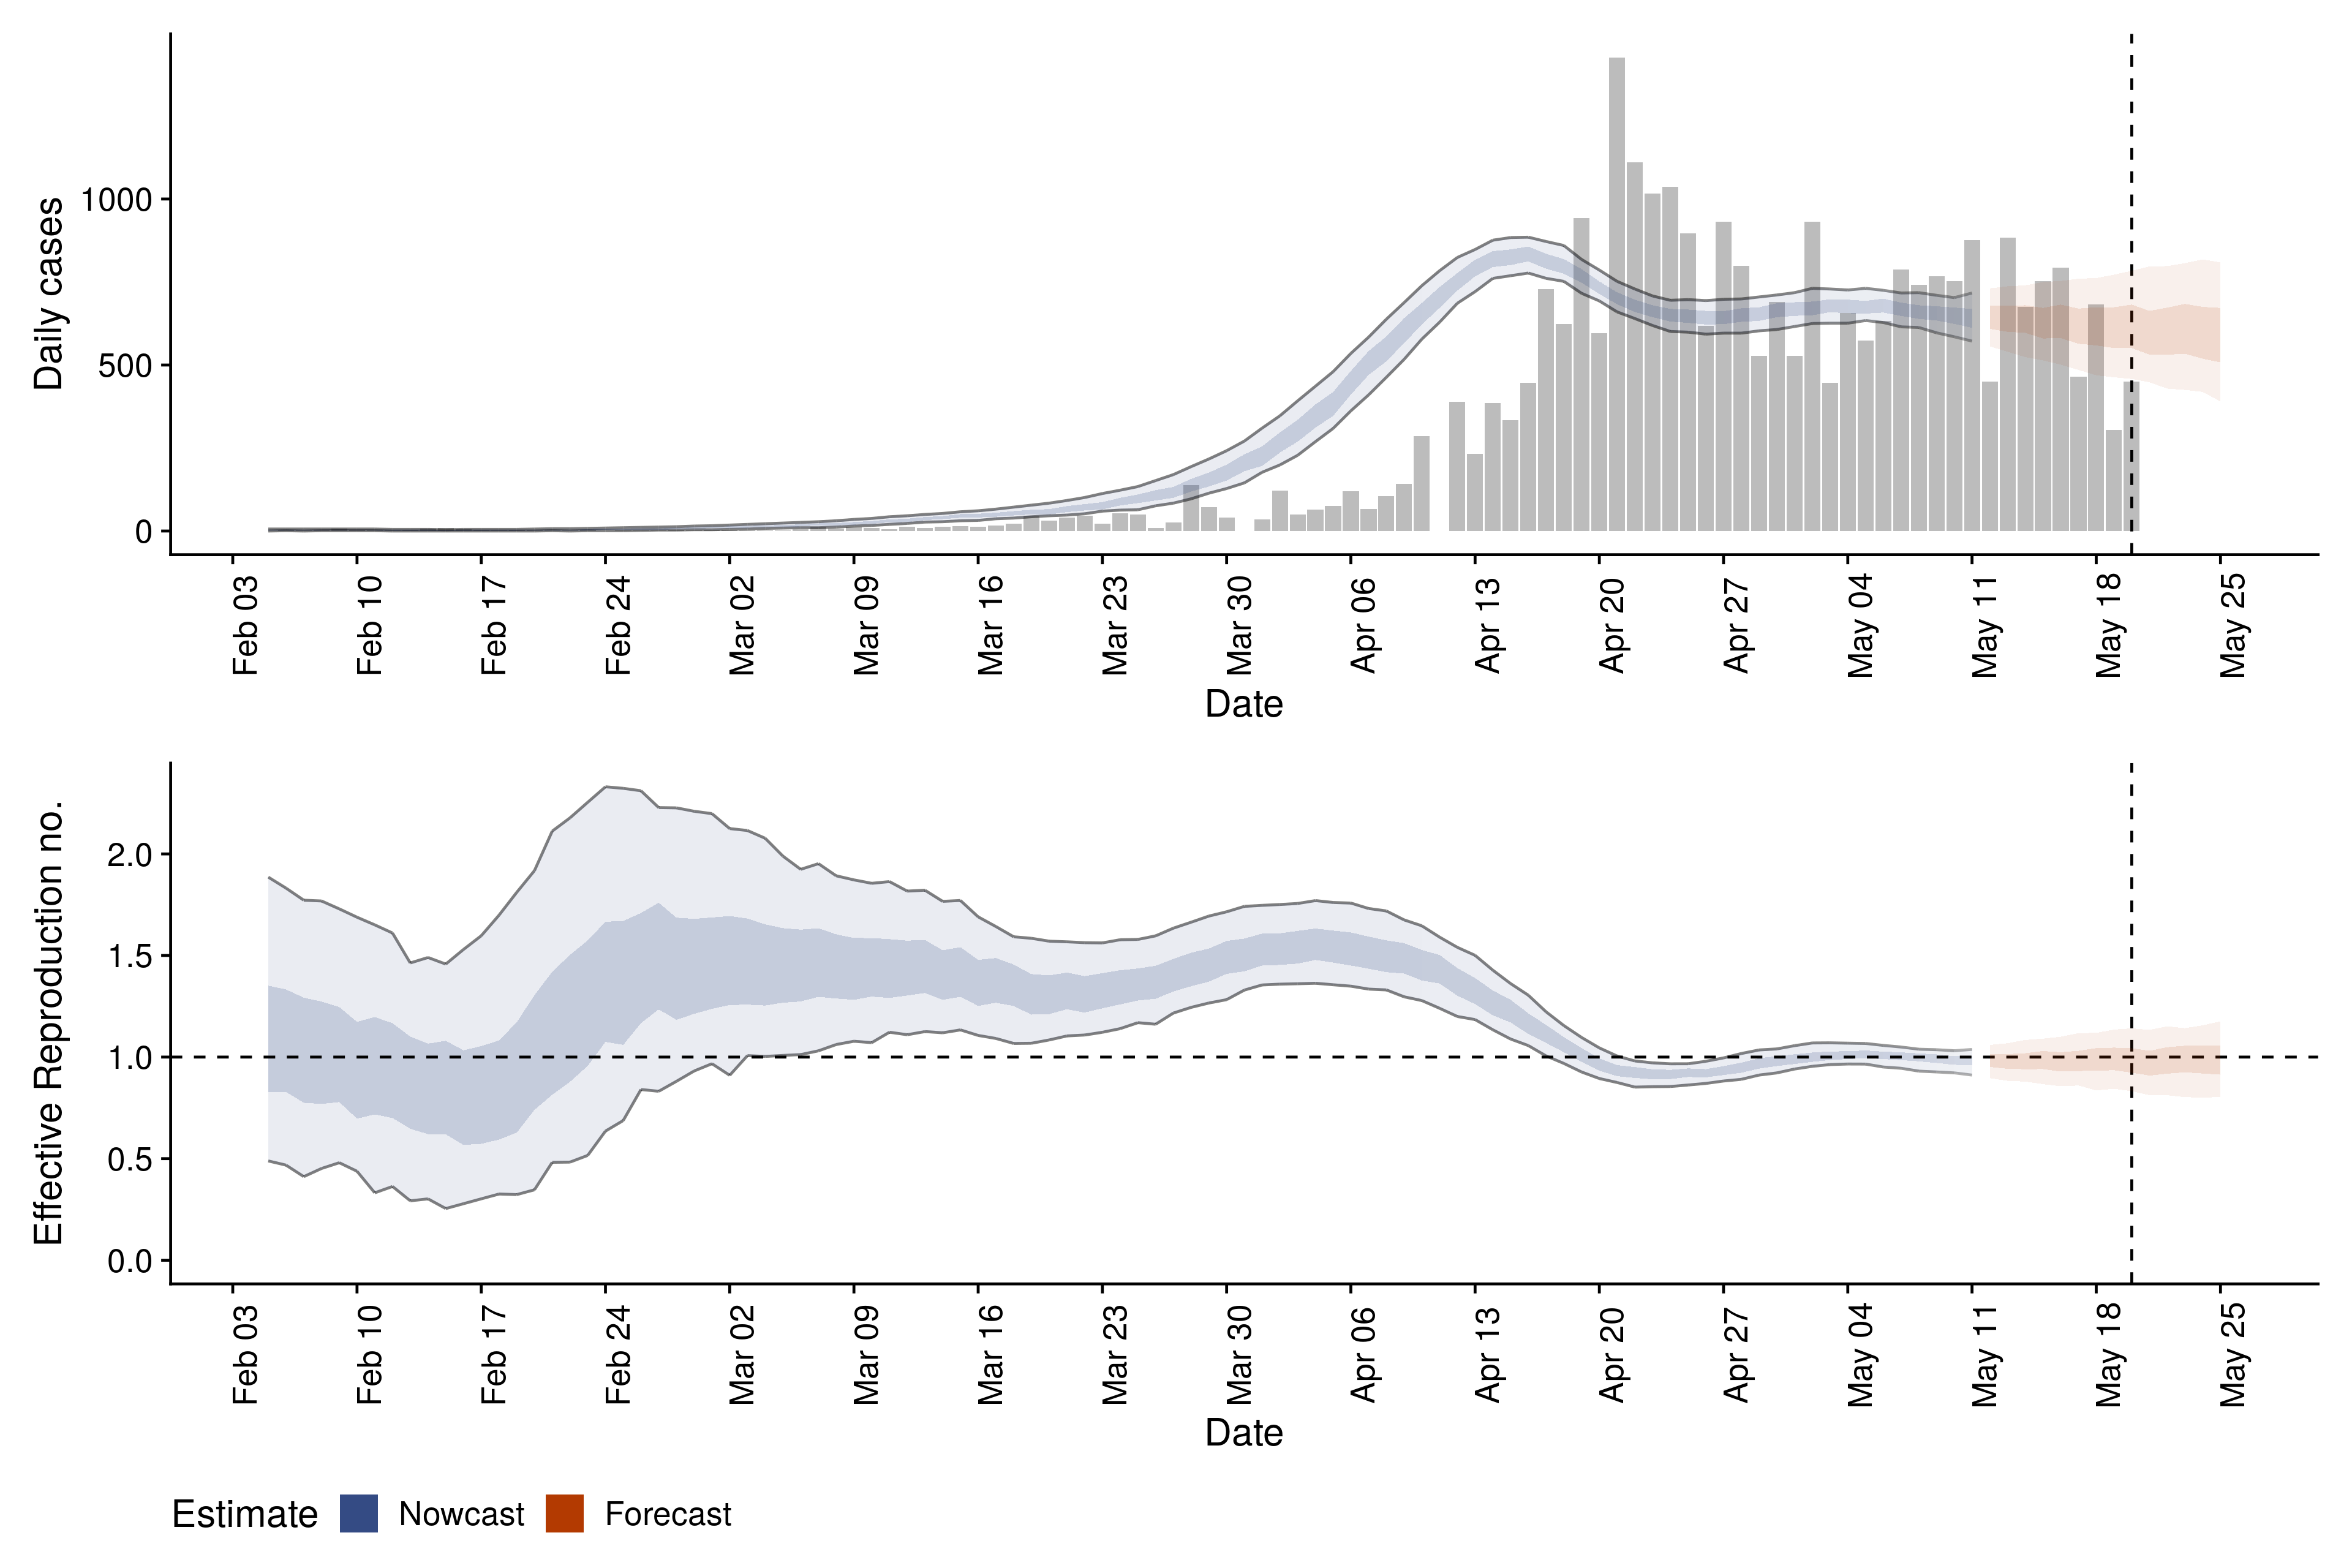 Daily cases
1000
500
0
Feb 03
Feb 10
Feb 17
Feb 24
Mar 02
Mar 09
Mar 16
Mar 23
Mar 30
Apr 06
Apr 13
Apr 20
Apr 27
May 04
May 11
May 18
May 25
Date
Effective Reproduction no.
2.0
1.5
1.0
0.5
0.0
Feb 03
Feb 10
Feb 17
Feb 24
Mar 02
Mar 09
Mar 16
Mar 23
Mar 30
Apr 06
Apr 13
Apr 20
Apr 27
May 04
May 11
May 18
May 25
Date
Estimate Nowcast Forecast